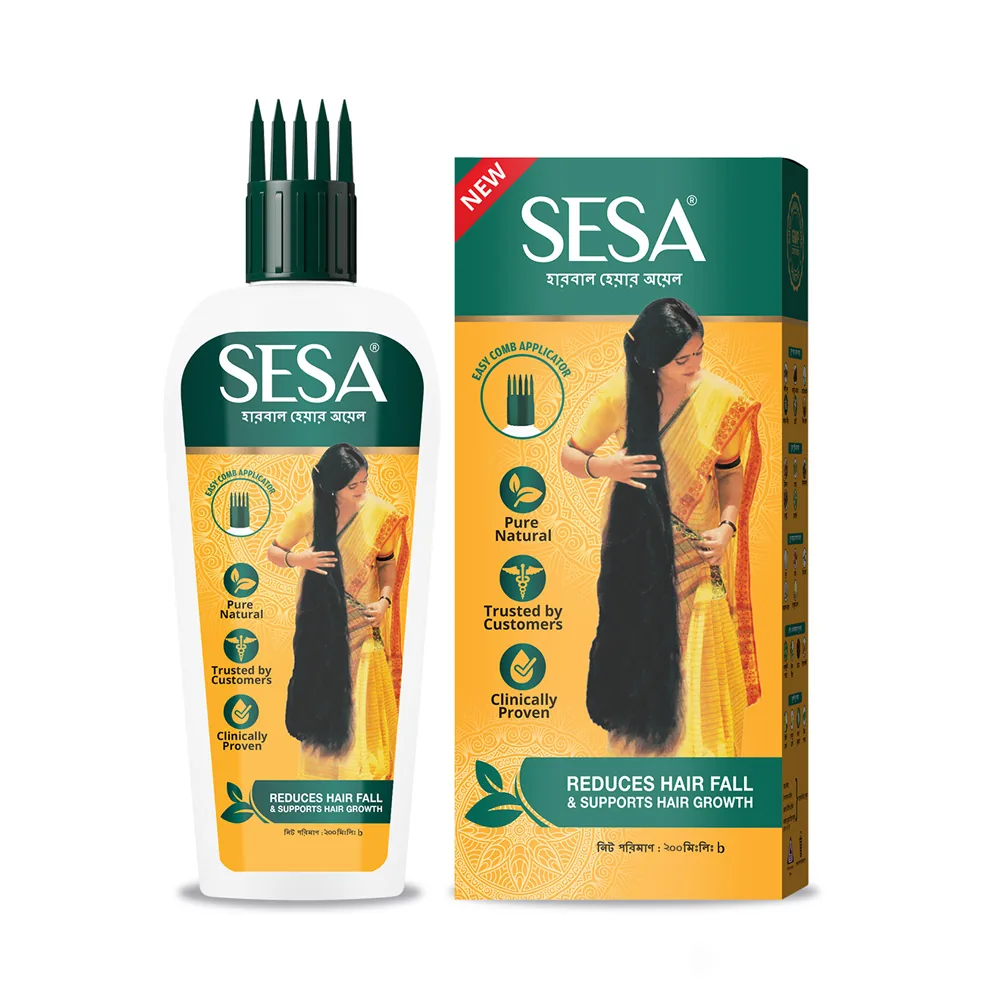 SESA®
হারবাল হেয়ার অয়েল
EASY COMB APPLICATOR
Pure
Natural
Trusted by
Customers
Clinically
Proven
REDUCES HAIR FALL
& SUPPORTS HAIR GROWTH
নিট পরিমাণ : ২০০মিঃলিঃ b
NEW
SESA®
হারবাল হেয়ার অয়েল
EASY COMB APPLICATOR
Pure
Natural
Trusted by
Customers
Clinically
Proven
REDUCES HAIR FALL
& SUPPORTS HAIR GROWTH
নিট পরিমাণ : ২০০মিঃলিঃ b